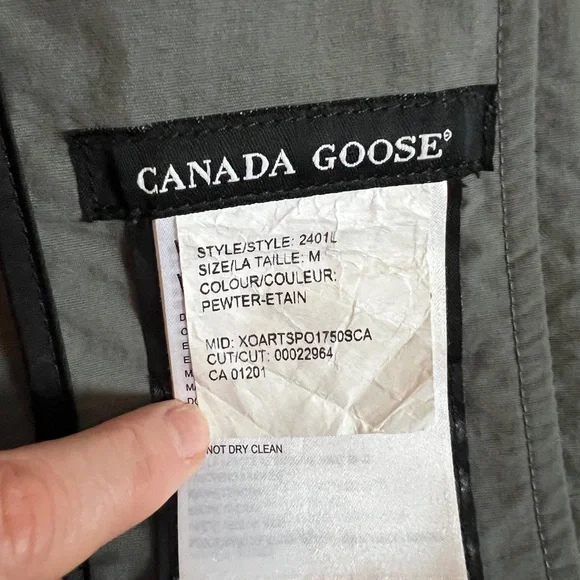 CANADA GOOSE®
STYLE/STYLE: 2401L
SIZE/LA TAILLE: M
COLOUR/COULEUR:
PEWTER-ETAIN
MID: XOARTSPO1750SCA
CUT/CUT: 00022964
CA 01201
NOT DRY CLEAN